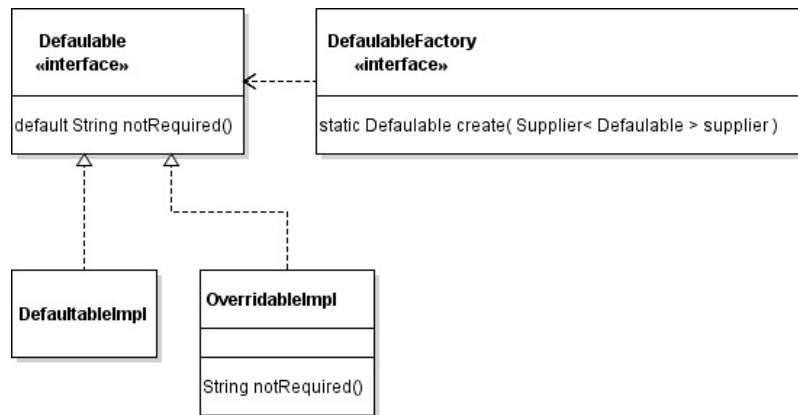 Defaulable
«interface»
default String notRequired()
DefaulableFactory
«interface»
static Defaulable create( Supplier< Defaulable > supplier )
DefaultableImpl
OverridableImpl
String notRequired()